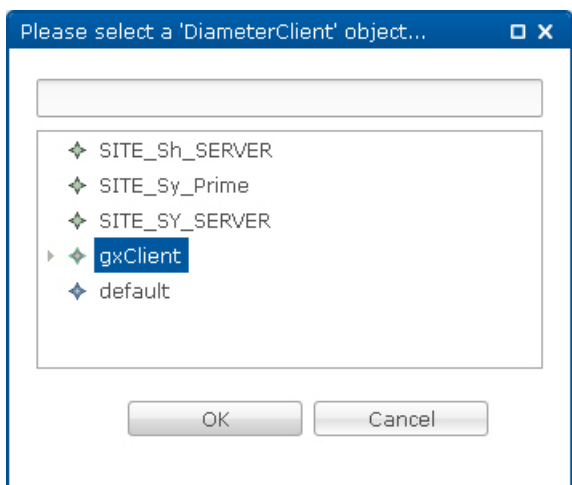 Please select a 'DiameterClient' object...
SITE_Sh_SERVER
SITE_Sy_Prime
SITE_SY_SERVER
gxClient
default
OK Cancel